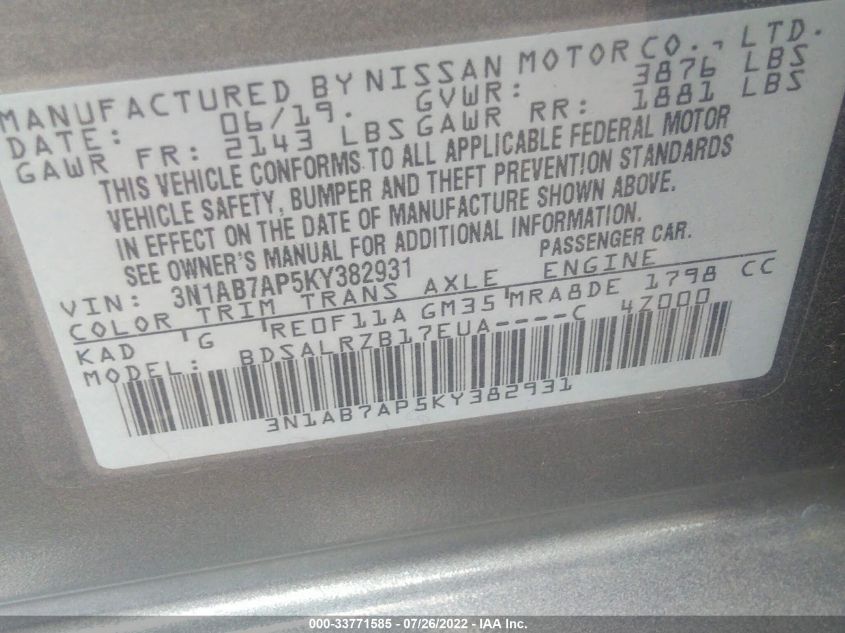 MANUFACTURED BY NISSAN MOTOR CO., LTD.
DATE: 06/19. GVWR: 3876 LBS
GAWR FR: 2143 LBS GAWR RR: 1881 LBS
THIS VEHICLE CONFORMS TO ALL APPLICABLE FEDERAL MOTOR
VEHICLE SAFETY, BUMPER AND THEFT PREVENTION STANDARDS
IN EFFECT ON THE DATE OF MANUFACTURE SHOWN ABOVE.
SEE OWNER'S MANUAL FOR ADDITIONAL INFORMATION.
VIN: 3N1AB7AP5KY382931 PASSENGER CAR.
COLOR TRIM TRANS AXLE ENGINE
KAD G RE0F11A GM35 MRA8DE 1798 CC
MODEL: BDSALRZB17EUA----C 4Z000
3N1AB7AP5KY382931
000-33771585 - 07/26/2022 - IAA Inc.